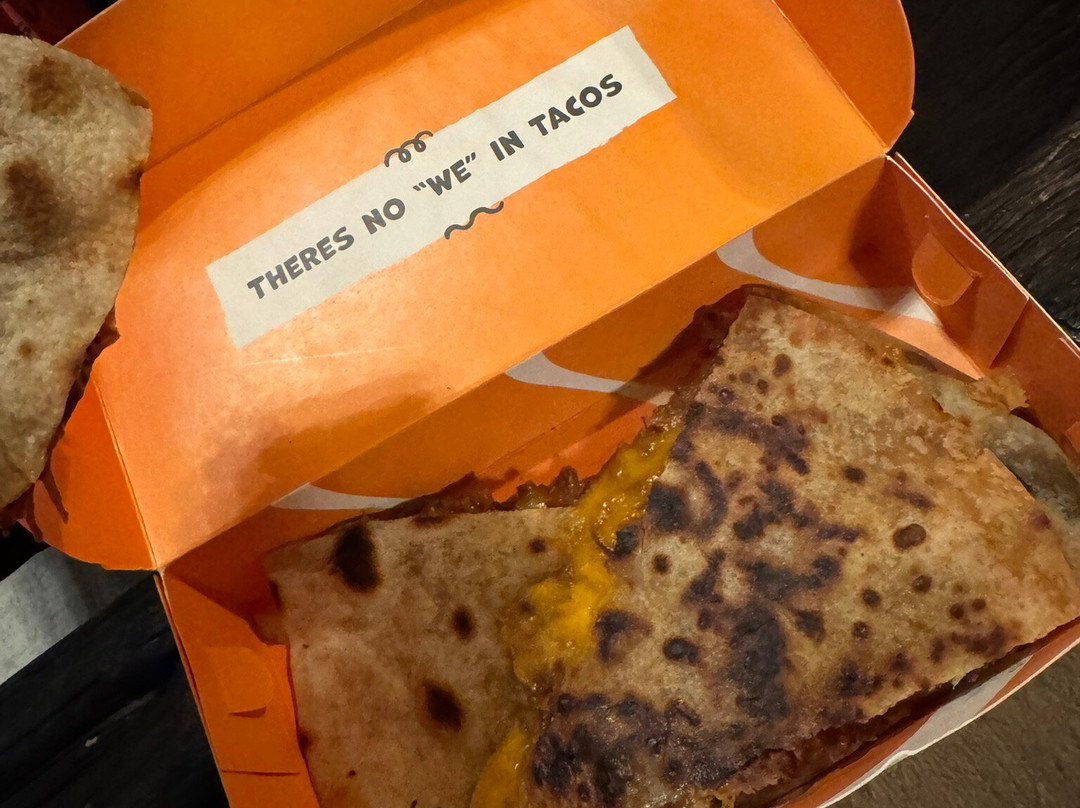 THERES NO “WE” IN TACOS